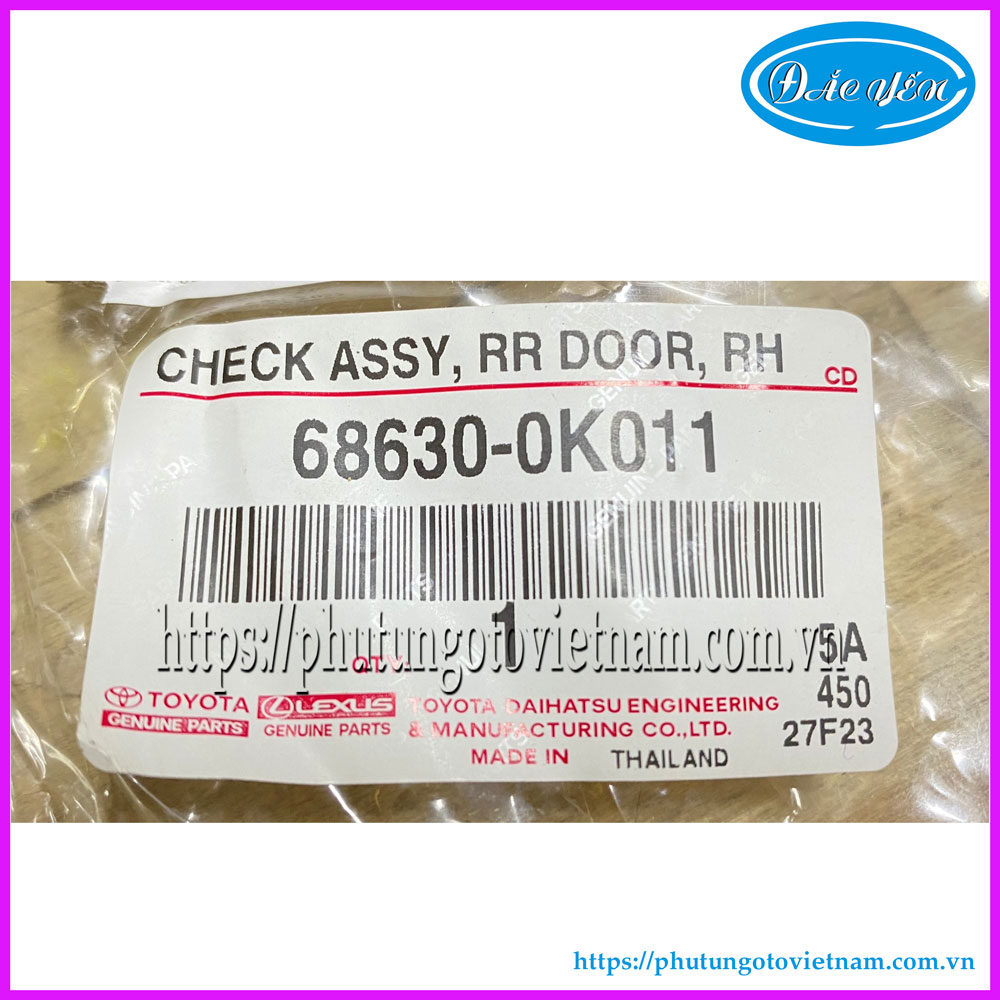 ĐẮC YẾN
CHECK ASSY, RR DOOR, RH
CD
68630-0K011
https://phutungotovietnam.com.vn
QTY.
1
5A
TOYOTA
GENUINE PARTS
LEXUS
GENUINE PARTS
TOYOTA DAIHATSU ENGINEERING
& MANUFACTURING CO.,LTD.
MADE IN THAILAND
450
27F23
https://phutungotovietnam.com.vn